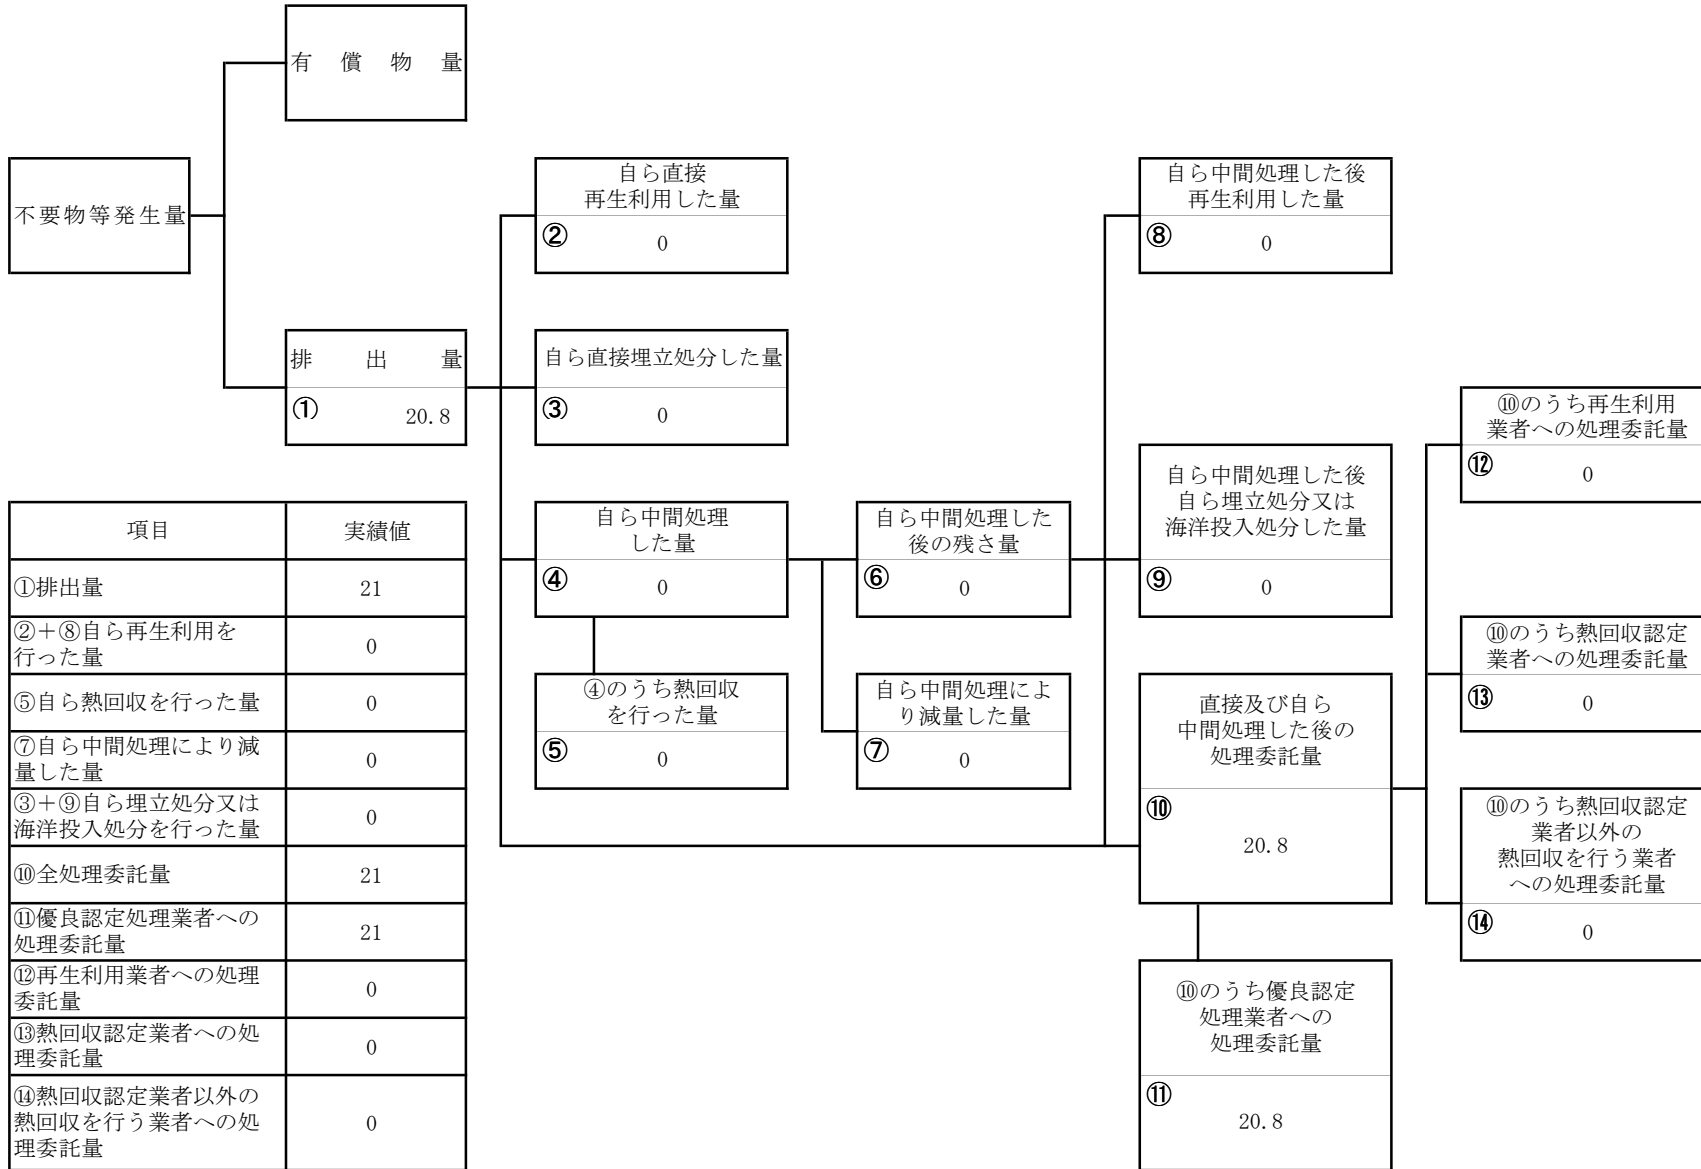 有償物量
不要物等発生量
排出量
①
20.8
自ら直接
再生利用した量
②
0
自ら直接埋立処分した量
③
0
自ら中間処理
した量
④
0
④のうち熱回収
を行った量
⑤
0
自ら中間処理した
後の残さ量
⑥
0
自ら中間処理によ
り減量した量
⑦
0
自ら中間処理した後
再生利用した量
⑧
0
自ら中間処理した後
自ら埋立処分又は
海洋投入処分した量
⑨
0
直接及び自ら
中間処理した後の
処理委託量
⑩
20.8
⑩のうち優良認定
処理業者への
処理委託量
⑪
20.8
⑩のうち再生利用
業者への処理委託量
⑫
0
⑩のうち熱回収認定
業者への処理委託量
⑬
0
⑩のうち熱回収認定
業者以外の
熱回収を行う業者
への処理委託量
⑭
0
項目 実績値
①排出量 21
②＋⑧自ら再生利用を
行った量 0
⑤自ら熱回収を行った量 0
⑦自ら中間処理により減
量した量 0
③＋⑨自ら埋立処分又は
海洋投入処分を行った量 0
⑩全処理委託量 21
⑪優良認定処理業者への
処理委託量 21
⑫再生利用業者への処理
委託量 0
⑬熱回収認定業者への処
理委託量 0
⑭熱回収認定業者以外の
熱回収を行う業者への処
理委託量 0